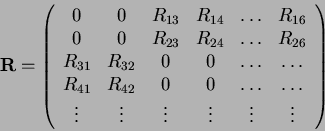 R = ( 0 0 R₁₃ R₁₄ … R₁₆
0 0 R₂₃ R₂₄ … R₂₆
R₃₁ R₃₂ 0 0 … …
R₄₁ R₄₂ 0 0 … …
⋮ ⋮ ⋮ ⋮ ⋮ ⋮ )